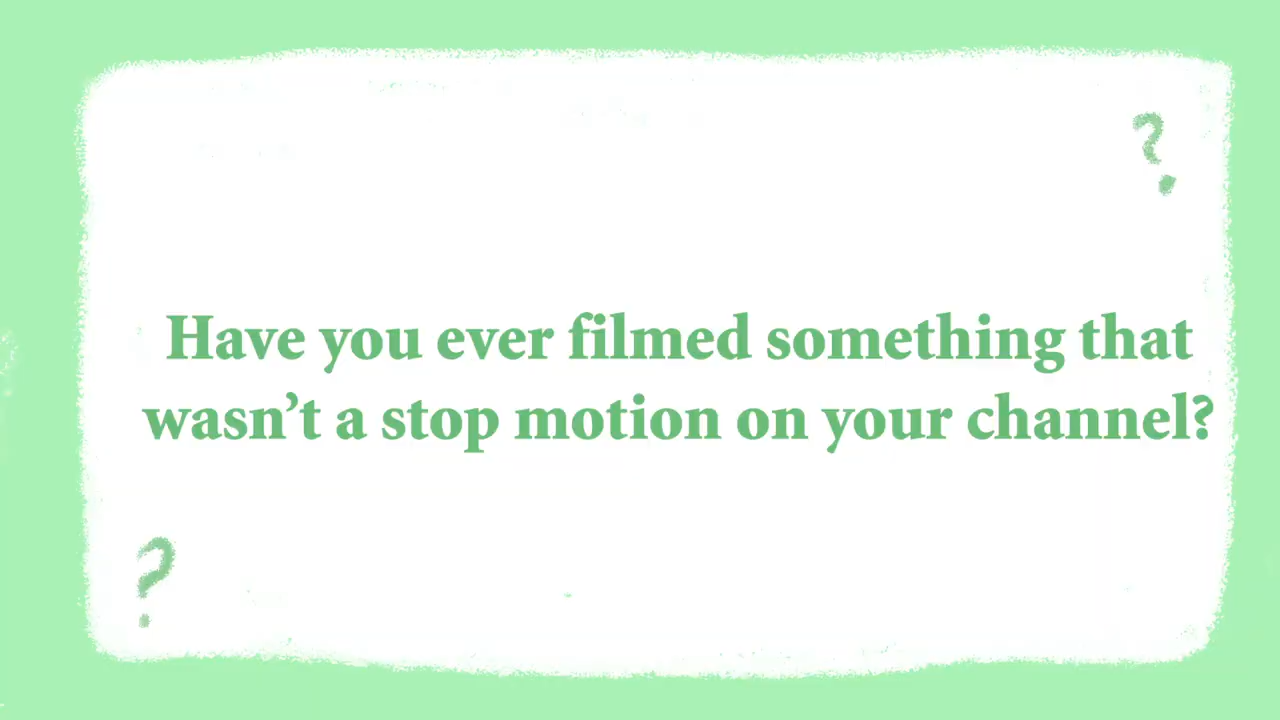 ?
Have you ever filmed something that
wasn’t a stop motion on your channel?
?